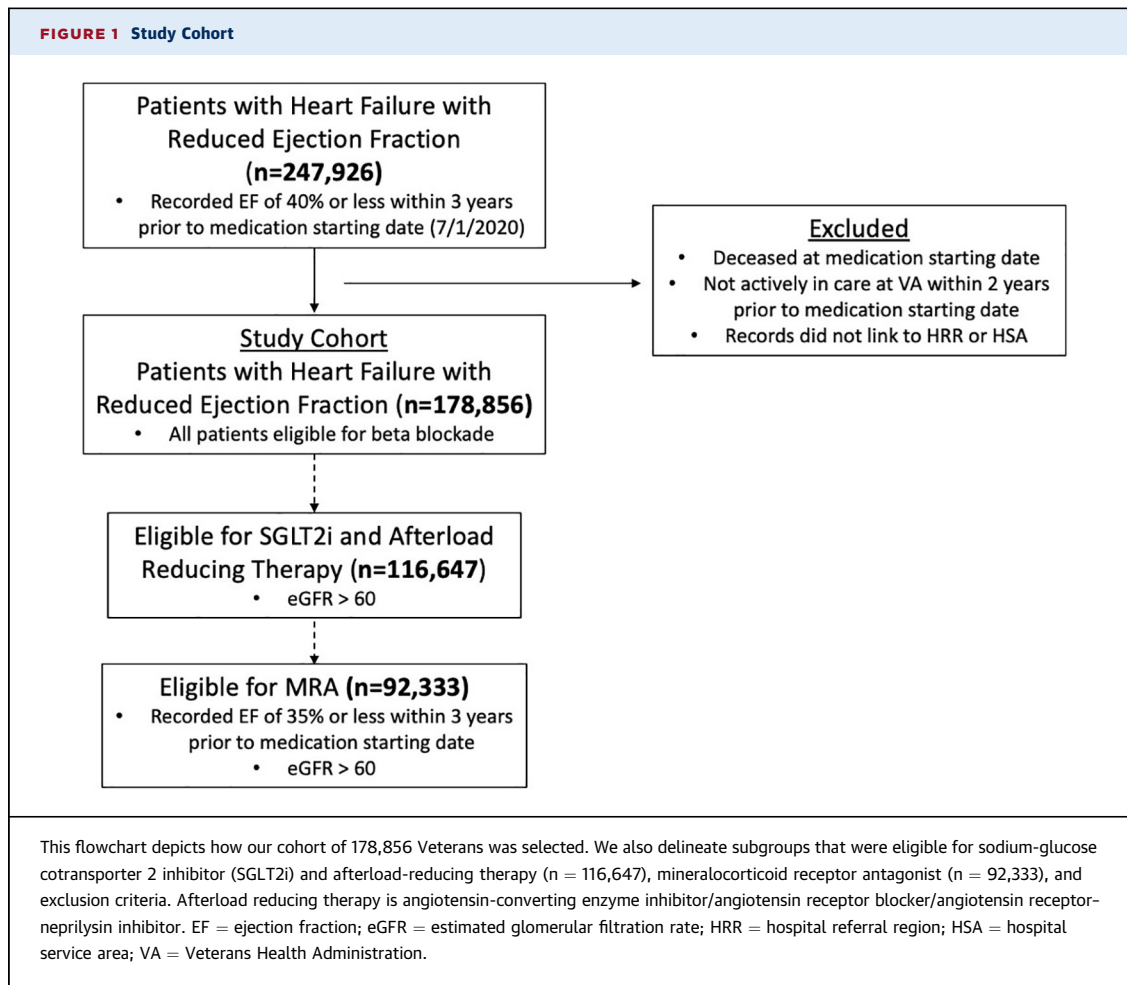 FIGURE 1 Study Cohort
Patients with Heart Failure with
Reduced Ejection Fraction
(n=247,926)
• Recorded EF of 40% or less within 3 years
prior to medication starting date (7/1/2020)
Excluded
• Deceased at medication starting date
• Not actively in care at VA within 2 years
prior to medication starting date
• Records did not link to HRR or HSA
Study Cohort
Patients with Heart Failure with
Reduced Ejection Fraction (n=178,856)
• All patients eligible for beta blockade
Eligible for SGLT2i and Afterload
Reducing Therapy (n=116,647)
• eGFR > 60
Eligible for MRA (n=92,333)
• Recorded EF of 35% or less within 3 years
prior to medication starting date
• eGFR > 60
This flowchart depicts how our cohort of 178,856 Veterans was selected. We also delineate subgroups that were eligible for sodium-glucose
cotransporter 2 inhibitor (SGLT2i) and afterload-reducing therapy (n = 116,647), mineralocorticoid receptor antagonist (n = 92,333), and
exclusion criteria. Afterload reducing therapy is angiotensin-converting enzyme inhibitor/angiotensin receptor blocker/angiotensin receptor–
neprilysin inhibitor. EF = ejection fraction; eGFR = estimated glomerular filtration rate; HRR = hospital referral region; HSA = hospital
service area; VA = Veterans Health Administration.